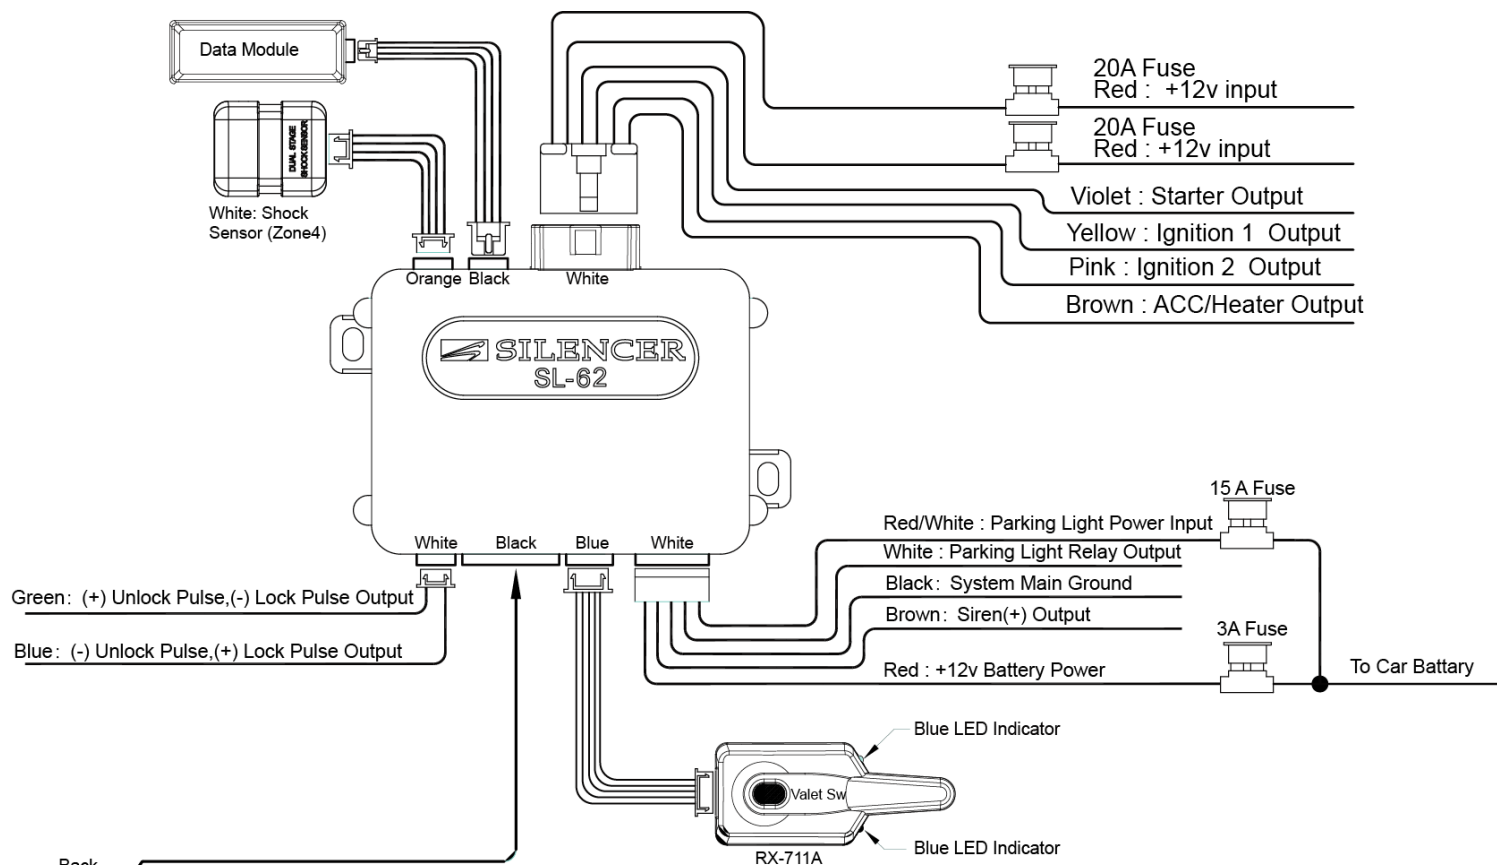 Data Module
DUAL STAGE
SHOCK SENSOR
White: Shock
Sensor (Zone4)
20A Fuse
Red : +12v input
20A Fuse
Red : +12v input
Violet : Starter Output
Yellow : Ignition 1 Output
Pink : Ignition 2 Output
Brown : ACC/Heater Output
Orange
Black
White
SILENCER
SL-62
White
Black
Blue
White
15 A Fuse
Red/White : Parking Light Power Input
White : Parking Light Relay Output
Black: System Main Ground
Brown: Siren(+) Output
3A Fuse
Red : +12v Battery Power
To Car Battary
Green: (+) Unlock Pulse,(-) Lock Pulse Output
Blue: (-) Unlock Pulse,(+) Lock Pulse Output
Blue LED Indicator
Valet Sw
Blue LED Indicator
RX-711A